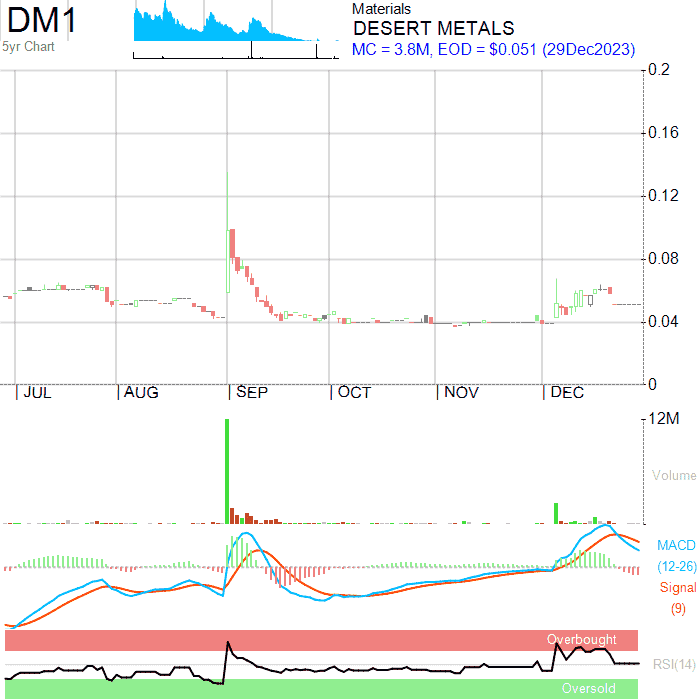 DM1
5yr Chart
Materials
DESERT METALS
MC = 3.8M, EOD = $0.051 (29Dec2023)
0.2
0.16
0.12
0.08
0.04
0
JUL AUG SEP OCT NOV DEC
12M
Volume
MACD
(12-26)
Signal
(9)
Overbought
RSI(14)
Oversold